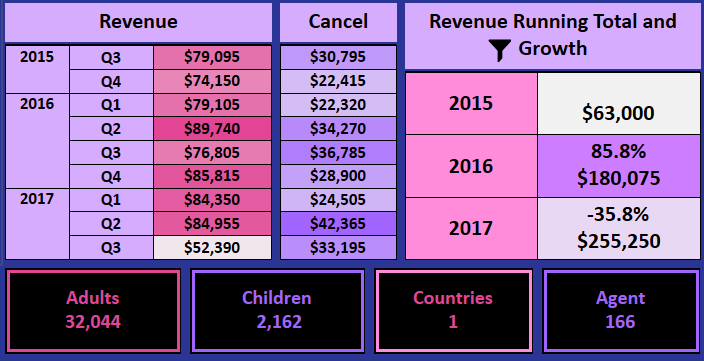 Revenue Cancel
2015 Q3 $79,095 $30,795
Q4 $74,150 $22,415
2016 Q1 $79,105 $22,320
Q2 $89,740 $34,270
Q3 $76,805 $36,785
Q4 $85,815 $28,900
2017 Q1 $84,350 $24,505
Q2 $84,955 $42,365
Q3 $52,390 $33,195
Revenue Running Total and
Growth
2015 $63,000
2016 85.8%
$180,075
2017 -35.8%
$255,250
Adults Children Countries Agent
32,044 2,162 1 166